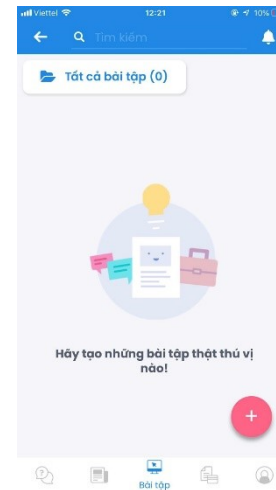 Viettel 12:21 10%
Tìm kiếm
Tất cả bài tập (0)
Hãy tạo những bài tập thật thú vị
nào!
Bài tập